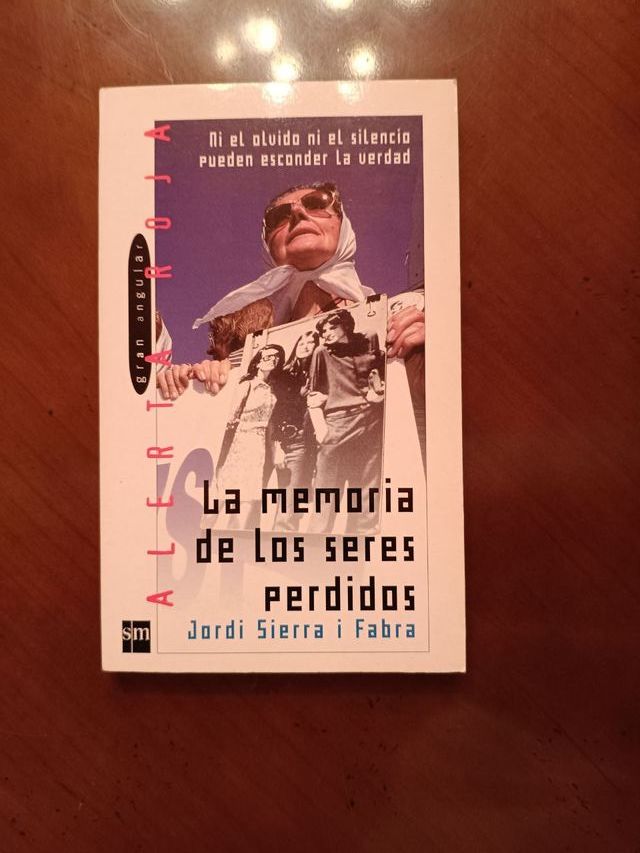 Ni el olvido ni el silencio
pueden esconder la verdad
ALERTA ROJA
gran angular
La memoria
de los seres
perdidos
Jordi Sierra i Fabra
sm